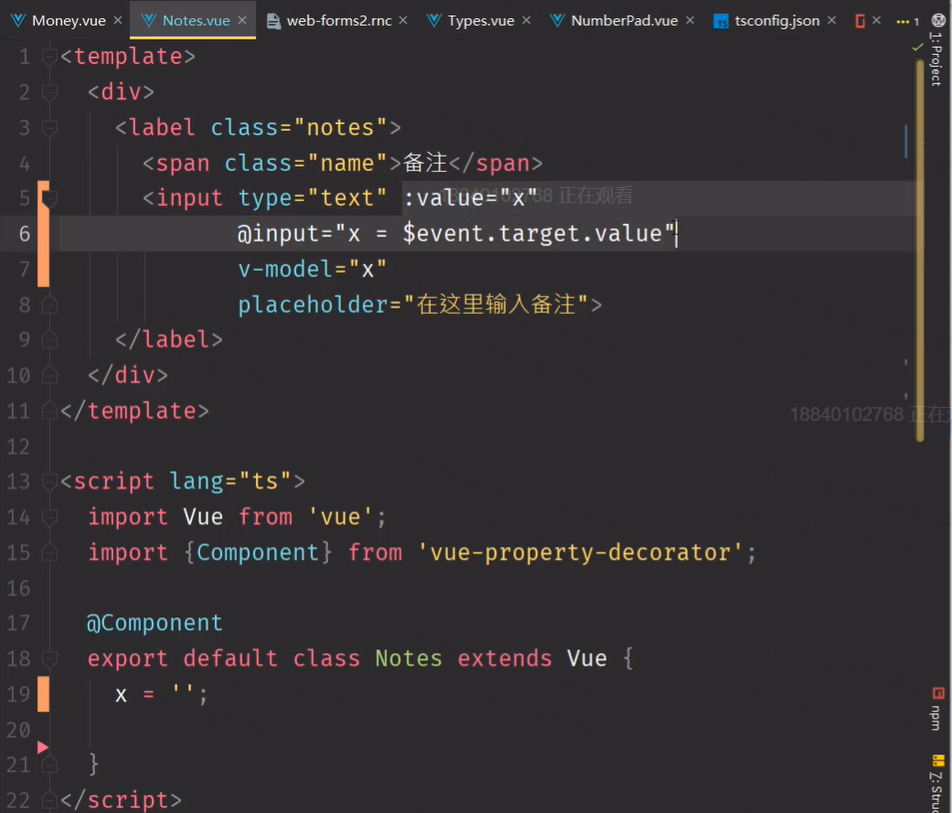 Money.vue × Notes.vue × web-forms2.rnc × Types.vue × NumberPad.vue × tsconfig.json × × 1
1 <template>
2 <div>
3 <label class="notes">
4 <span class="name">备注</span>
5 <input type="text" :value="x"
18840102768 正在观看
6 @input="x = $event.target.value"
7 v-model="x"
8 placeholder="在这里输入备注">
9 </label>
10 </div>
11 </template>
18840102768 正在
12
13 <script lang="ts">
14 import Vue from 'vue';
15 import {Component} from 'vue-property-decorator';
16
17 @Component
18 export default class Notes extends Vue {
19 x = '';
20
21 }
22 </script>
1: Project
npm
Z: Struc